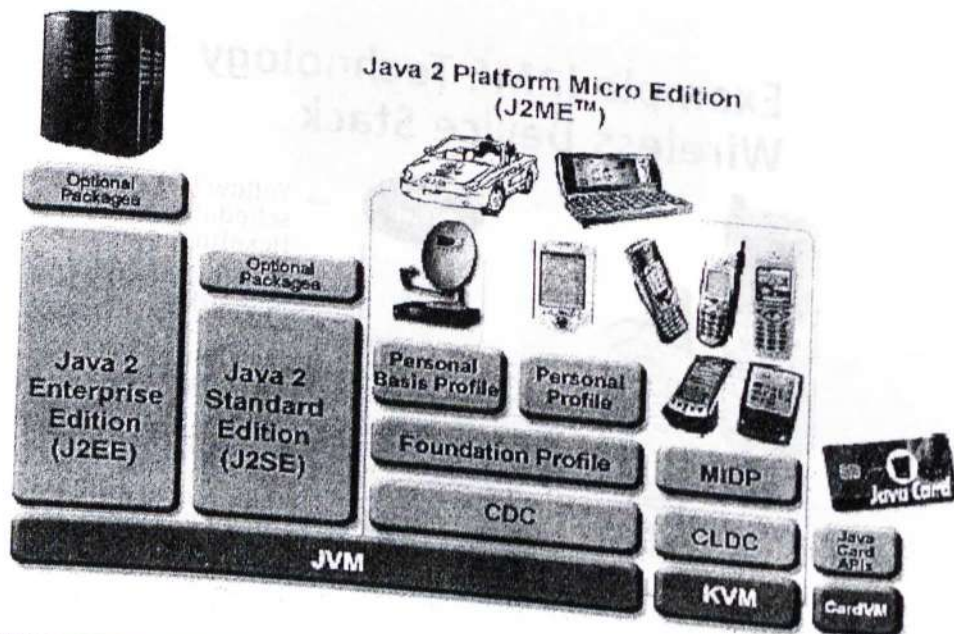 Java 2 Platform Micro Edition
(J2ME™)
Optional
Packages
Optional
Packages
Java 2
Enterprise
Edition
(J2EE)
Java 2
Standard
Edition
(J2SE)
Personal
Basis Profile
Personal
Profile
Foundation Profile
MIDP
CDC
CLDC
Java Card
Java
Card
APIs
JVM
KVM
CardVM